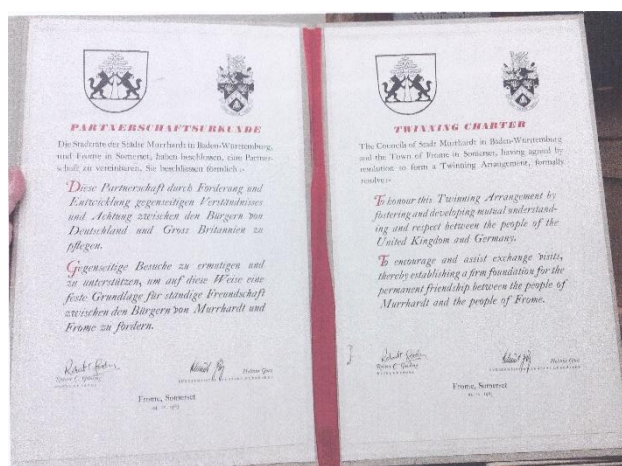 PARTNERSCHAFTSURKUNDE
Die Stadträte der Städte Murrhardt in Baden-Württemberg
und Frome in Somerset, haben beschlossen, eine Partner-
schaft zu vereinbaren. Sie beschliessen förmlich :-
Diese Partnerschaft durch Förderung und
Entwicklung gegenseitigen Verständnisses
und Achtung zwischen den Bürgern von
Deutschland und Gross Britannien zu
pflegen.
Gegenseitige Besuche zu ermutigen und
zu unterstützen, um auf diese Weise eine
feste Grundlage für ständige Freundschaft
zwischen den Bürgern von Murrhardt und
Frome zu fördern.
Helmut Götz
Frome, Somerset
TWINNING CHARTER
The Councils of Stadt Murrhardt in Baden-Württemburg
and the Town of Frome in Somerset, having agreed by
resolution to form a Twinning Arrangement, formally
resolve:-
To honour this Twinning Arrangement by
fostering and developing mutual understand-
ing and respect between the people of the
United Kingdom and Germany.
To encourage and assist exchange visits,
thereby establishing a firm foundation for the
permanent friendship between the people of
Murrhardt and the people of Frome.
Frome, Somerset